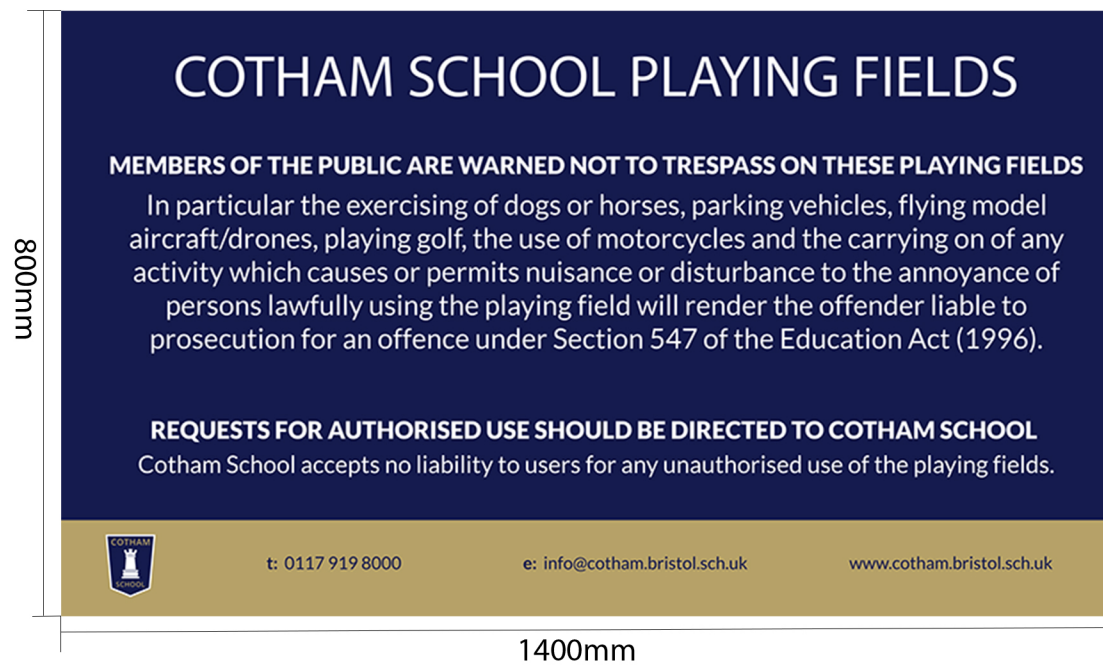 COTHAM SCHOOL PLAYING FIELDS
MEMBERS OF THE PUBLIC ARE WARNED NOT TO TRESPASS ON THESE PLAYING FIELDS
In particular the exercising of dogs or horses, parking vehicles, flying model
aircraft/drones, playing golf, the use of motorcycles and the carrying on of any
activity which causes or permits nuisance or disturbance to the annoyance of
persons lawfully using the playing field will render the offender liable to
prosecution for an offence under Section 547 of the Education Act (1996).
REQUESTS FOR AUTHORISED USE SHOULD BE DIRECTED TO COTHAM SCHOOL
Cotham School accepts no liability to users for any unauthorised use of the playing fields.
COTHAM
SCHOOL
t: 0117 919 8000
e: info@cotham.bristol.sch.uk
www.cotham.bristol.sch.uk
800mm
1400mm